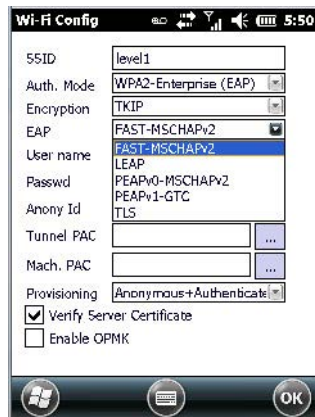 Wi-Fi Config 5:50
SSID level1
Auth. Mode WPA2-Enterprise (EAP)
Encryption TKIP
EAP FAST-MSCHAPv2
FAST-MSCHAPv2
User name LEAP
PEAPv0-MSCHAPv2
Passwd PEAPv1-GTC
Anony Id TLS
Tunnel PAC ...
Mach. PAC ...
Provisioning Anonymous+Authenticate
Verify Server Certificate
Enable OPMK
OK